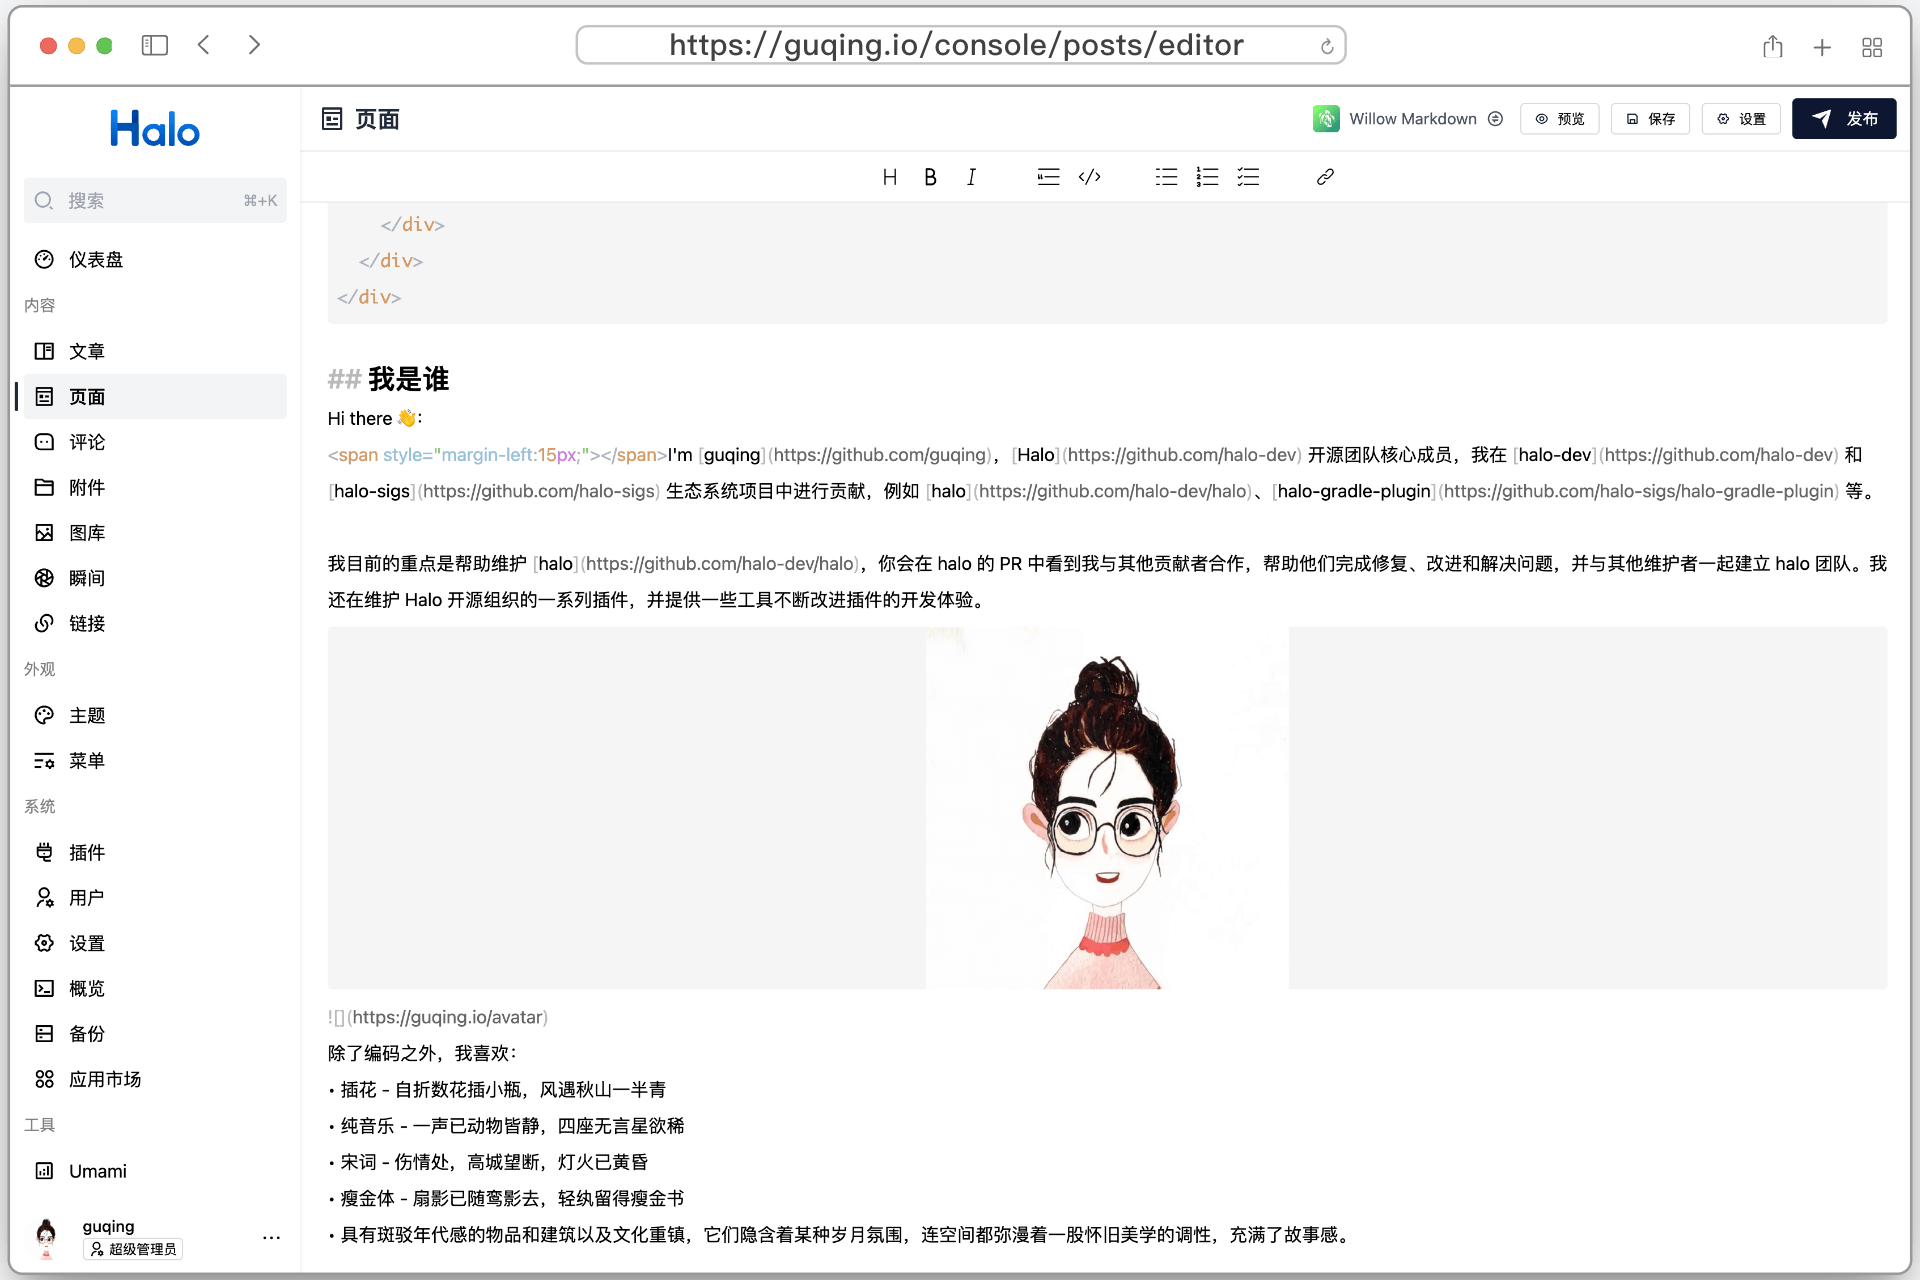 https://guqing.io/console/posts/editor
Halo
搜索 ⌘+K
仪表盘
内容
文章
页面
评论
附件
图库
瞬间
链接
外观
主题
菜单
系统
插件
用户
设置
概览
备份
应用市场
工具
Umami
guqing
超级管理员
页面
Willow Markdown 预览 保存 设置 发布
H B I </>
</div>
</div>
</div>
## 我是谁
Hi there 👋：
<span style="margin-left:15px;"></span>I'm [guqing](https://github.com/guqing)，[Halo](https://github.com/halo-dev) 开源团队核心成员，我在 [halo-dev](https://github.com/halo-dev) 和
[halo-sigs](https://github.com/halo-sigs) 生态系统项目中进行贡献，例如 [halo](https://github.com/halo-dev/halo)、[halo-gradle-plugin](https://github.com/halo-sigs/halo-gradle-plugin) 等。
我目前的重点是帮助维护 [halo](https://github.com/halo-dev/halo)，你会在 halo 的 PR 中看到我与其他贡献者合作，帮助他们完成修复、改进和解决问题，并与其他维护者一起建立 halo 团队。我
还在维护 Halo 开源组织的一系列插件，并提供一些工具不断改进插件的开发体验。
![](https://guqing.io/avatar)
除了编码之外，我喜欢：
• 插花 - 自折数花插小瓶，风遇秋山一半青
• 纯音乐 - 一声已动物皆静，四座无言星欲稀
• 宋词 - 伤情处，高城望断，灯火已黄昏
• 瘦金体 - 扇影已随鸾影去，轻纨留得瘦金书
• 具有斑驳年代感的物品和建筑以及文化重镇，它们隐含着某种岁月氛围，连空间都弥漫着一股怀旧美学的调性，充满了故事感。